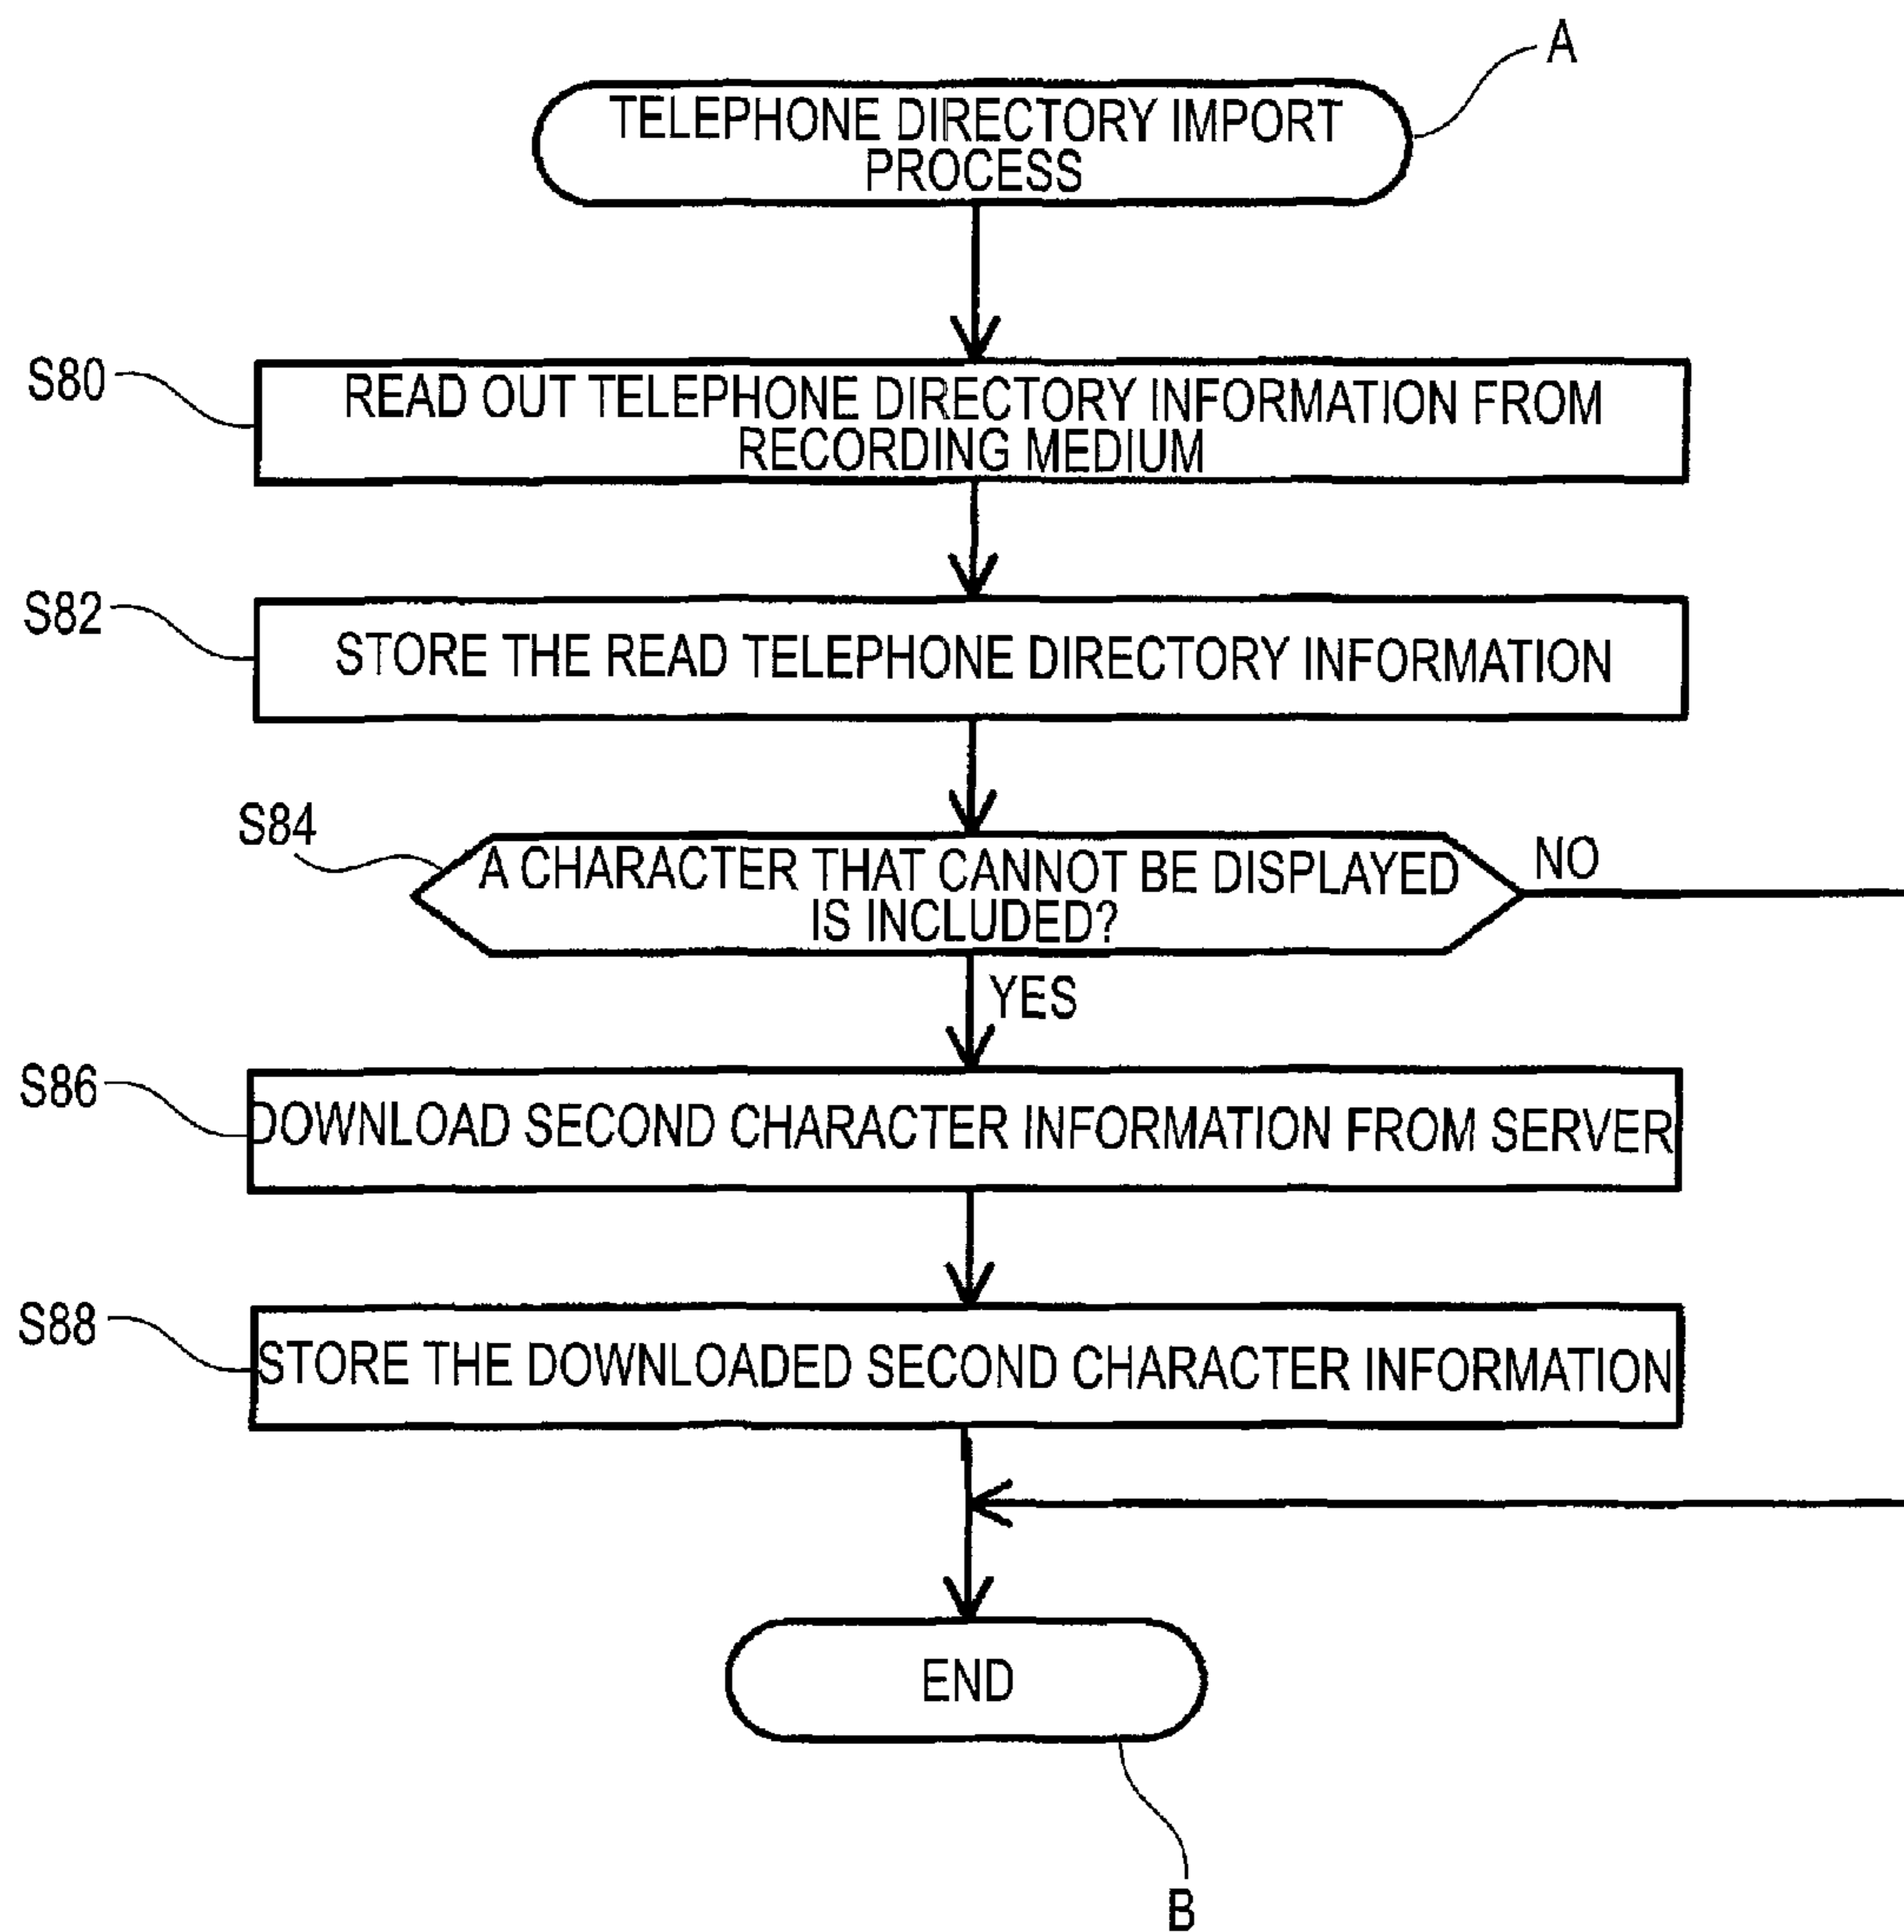 A
TELEPHONE DIRECTORY IMPORT
PROCESS
S80
READ OUT TELEPHONE DIRECTORY INFORMATION FROM
RECORDING MEDIUM
S82
STORE THE READ TELEPHONE DIRECTORY INFORMATION
S84
A CHARACTER THAT CANNOT BE DISPLAYED
IS INCLUDED?
NO
YES
S86
DOWNLOAD SECOND CHARACTER INFORMATION FROM SERVER
S88
STORE THE DOWNLOADED SECOND CHARACTER INFORMATION
END
B